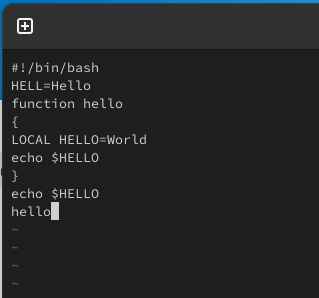 #!/bin/bash
HELL=Hello
function hello
{
LOCAL HELLO=World
echo $HELLO
}
echo $HELLO
hello
~
~
~
~